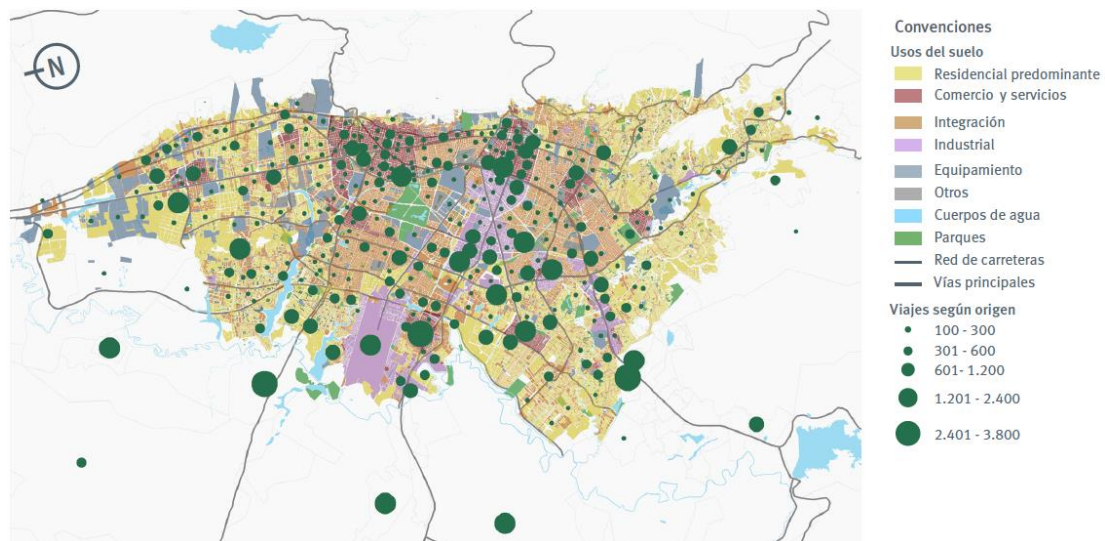 N
Convenciones
Usos del suelo
Residencial predominante
Comercio y servicios
Integración
Industrial
Equipamiento
Otros
Cuerpos de agua
Parques
Red de carreteras
Vías principales
Viajes según origen
100 - 300
301 - 600
601- 1.200
1.201 - 2.400
2.401 - 3.800